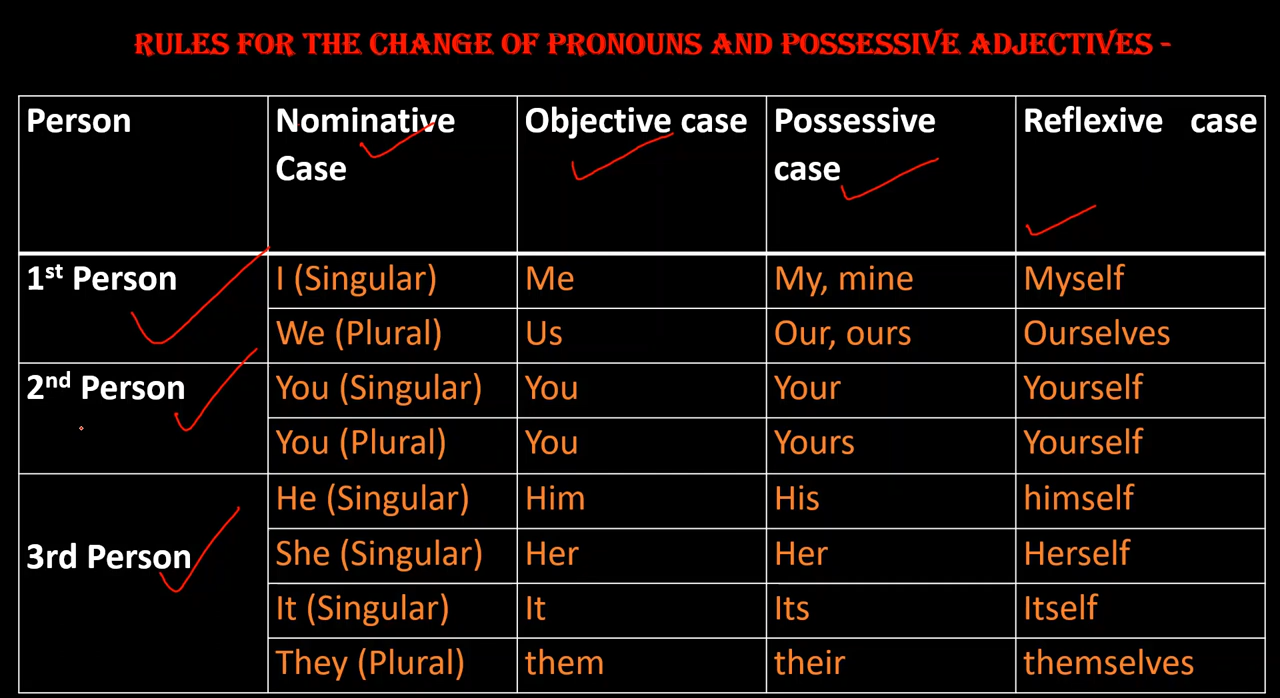 RULES FOR THE CHANGE OF PRONOUNS AND POSSESSIVE ADJECTIVES -
Person Nominative Case Objective case Possessive case Reflexive case
1st Person I (Singular) Me My, mine Myself
We (Plural) Us Our, ours Ourselves
2nd Person You (Singular) You Your Yourself
You (Plural) You Yours Yourself
3rd Person He (Singular) Him His himself
She (Singular) Her Her Herself
It (Singular) It Its Itself
They (Plural) them their themselves